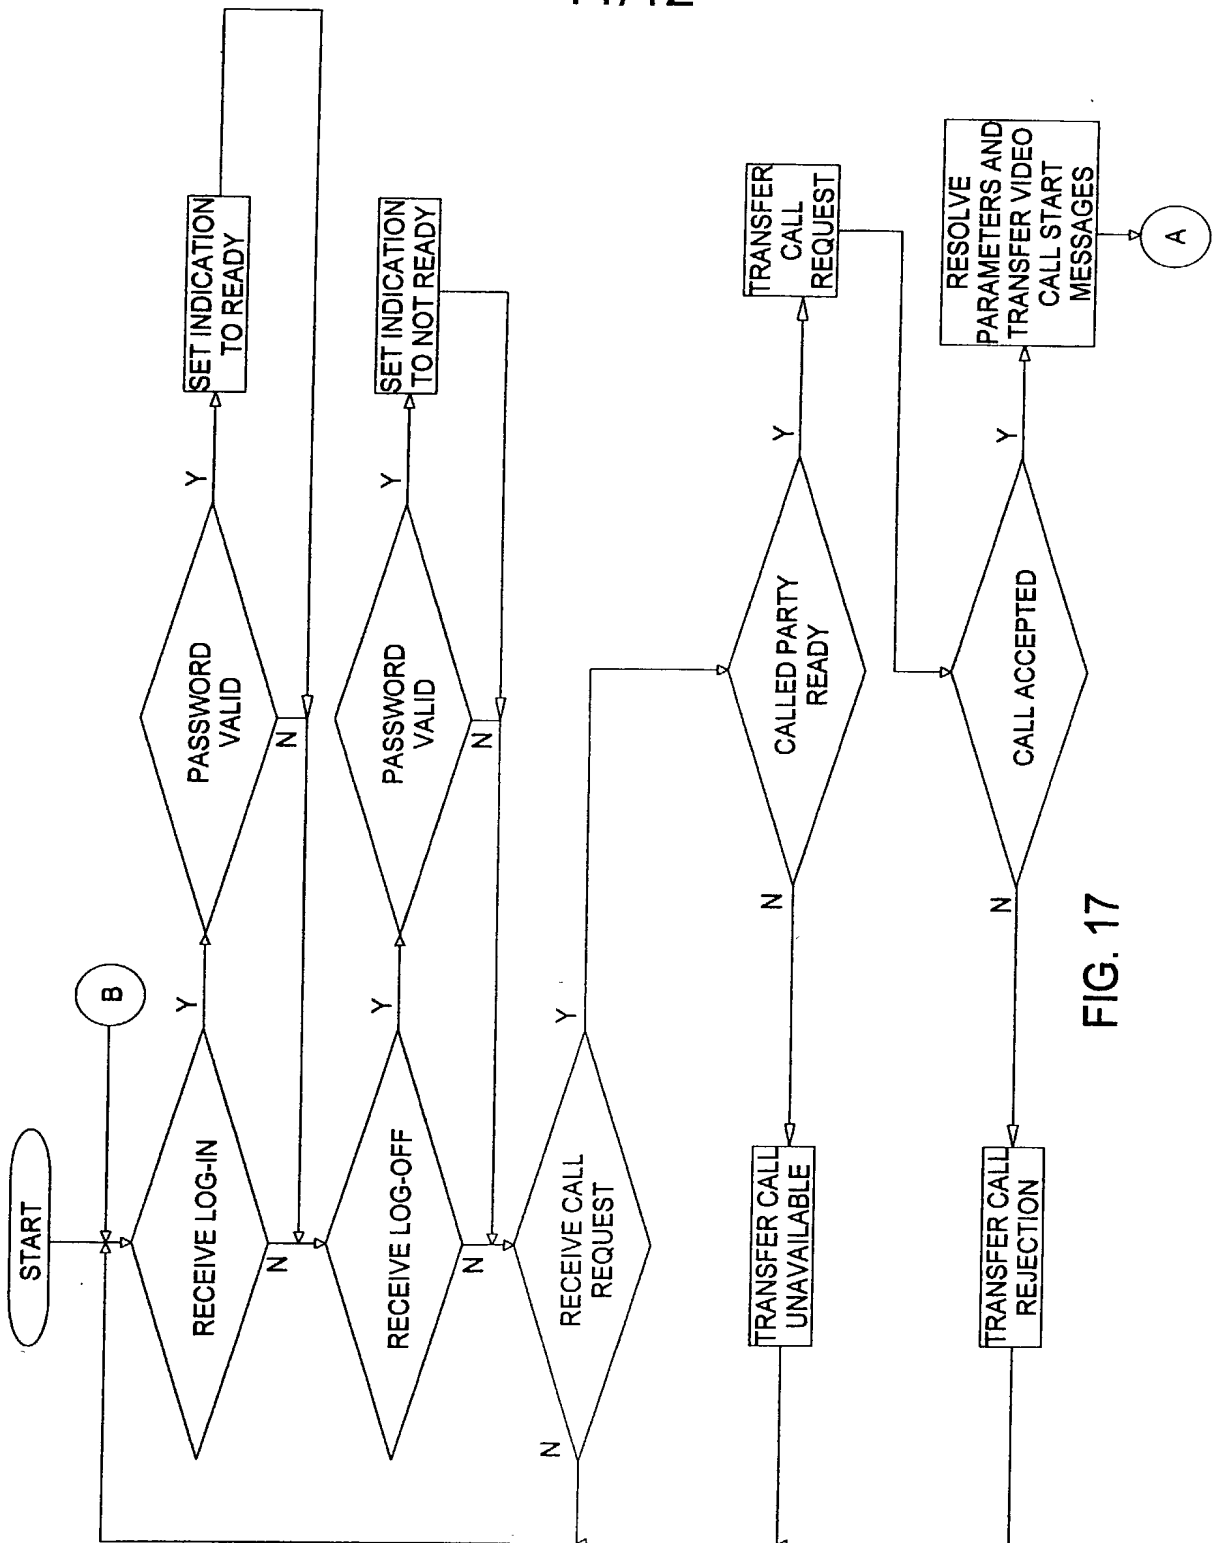 START
B
RECEIVE LOG-IN
Y
N
PASSWORD
VALID
Y
N
SET INDICATION
TO READY
RECEIVE LOG-OFF
Y
N
PASSWORD
VALID
Y
N
SET INDICATION
TO NOT READY
RECEIVE CALL
REQUEST
Y
N
CALLED PARTY
READY
Y
N
TRANSFER
CALL
REQUEST
TRANSFER CALL
UNAVAILABLE
CALL ACCEPTED
Y
N
RESOLVE
PARAMETERS AND
TRANSFER VIDEO
CALL START
MESSAGES
A
TRANSFER CALL
REJECTION
FIG. 17